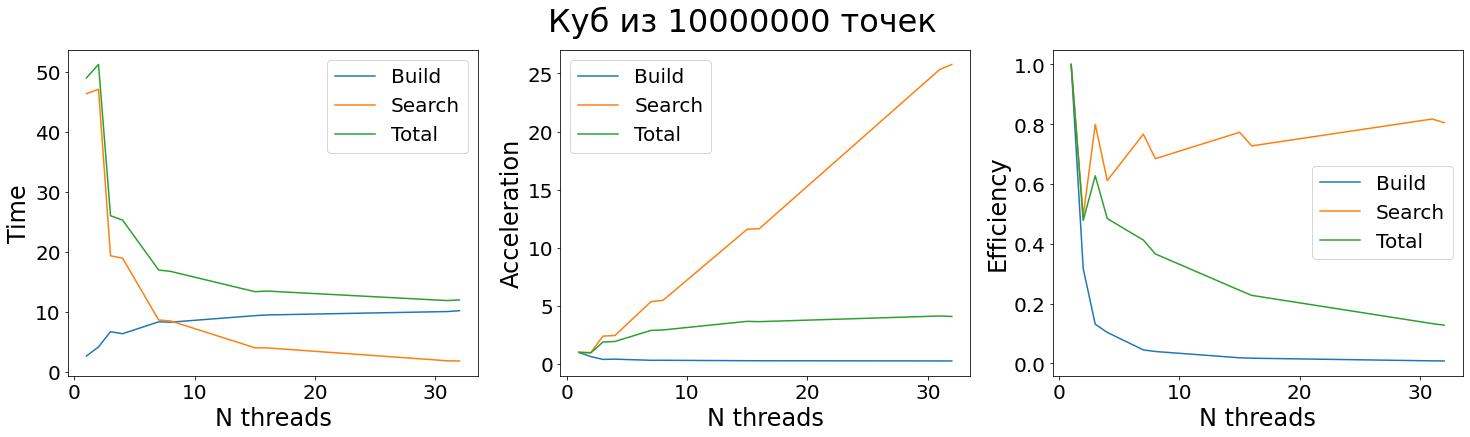 Куб из 10000000 точек
Time
50
40
30
20
10
0
0 10 20 30
N threads
Build
Search
Total
Acceleration
25
20
15
10
5
0
0 10 20 30
N threads
Build
Search
Total
Efficiency
1.0
0.8
0.6
0.4
0.2
0.0
0 10 20 30
N threads
Build
Search
Total